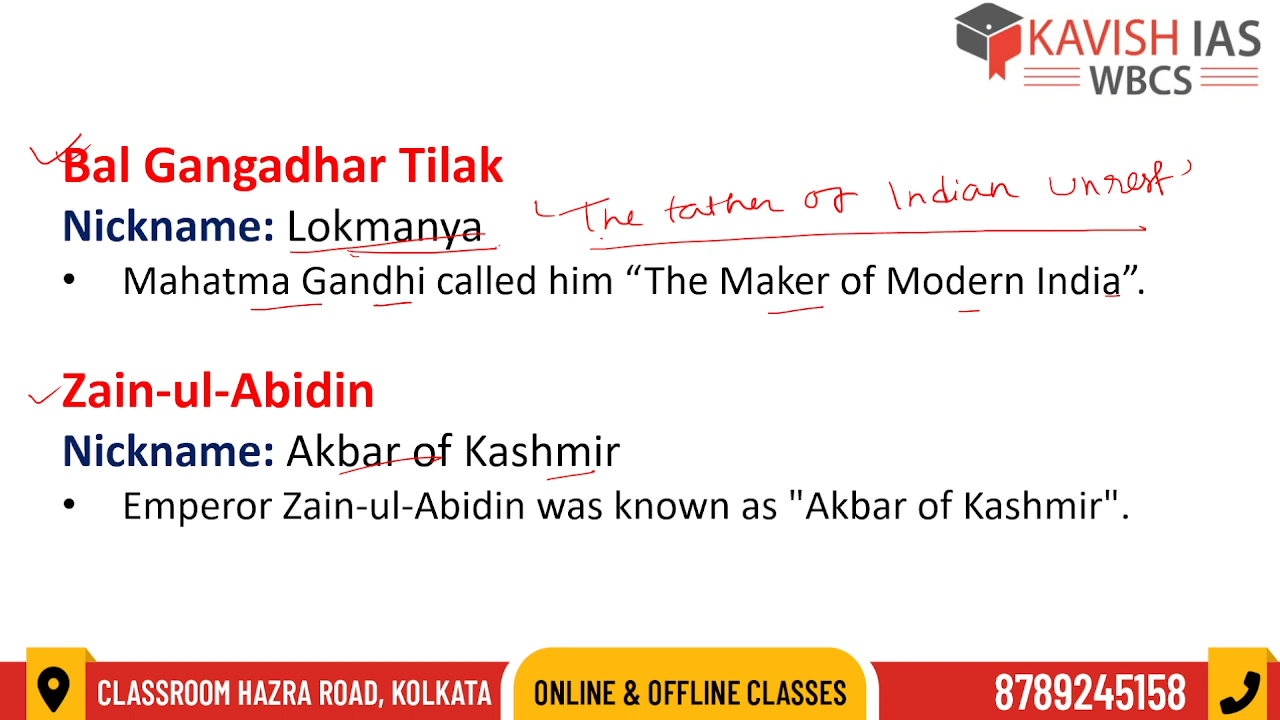 KAVISH IAS
WBCS
Bal Gangadhar Tilak
Nickname: Lokmanya
'The father of Indian unrest'
• Mahatma Gandhi called him “The Maker of Modern India”.
Zain-ul-Abidin
Nickname: Akbar of Kashmir
• Emperor Zain-ul-Abidin was known as "Akbar of Kashmir".
CLASSROOM HAZRA ROAD, KOLKATA
ONLINE & OFFLINE CLASSES
8789245158